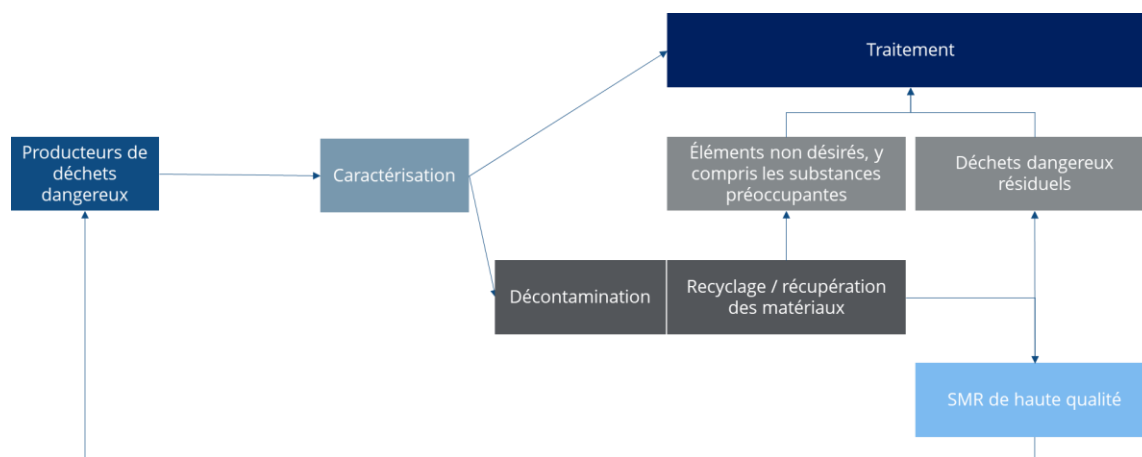 Traitement
Producteurs de
déchets
dangereux
Caractérisation
Éléments non désirés, y
compris les substances
préoccupantes
Déchets dangereux
résiduels
Décontamination
Recyclage / récupération
des matériaux
SMR de haute qualité